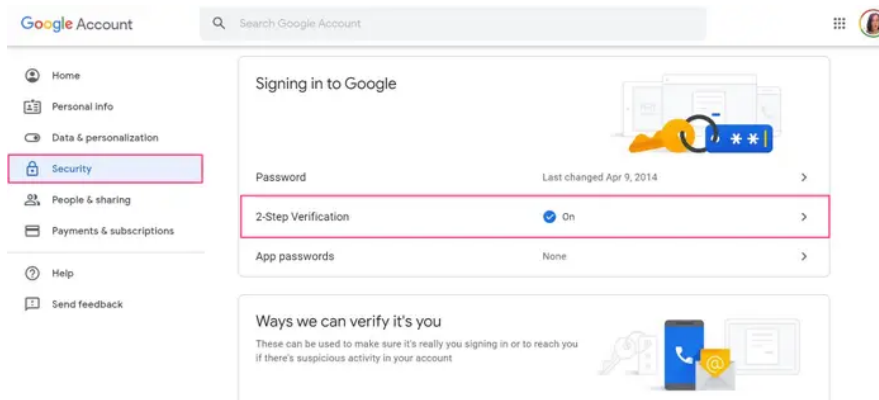 Google Account
Search Google Account
Home
Personal info
Data & personalization
Security
People & sharing
Payments & subscriptions
Help
Send feedback
Signing in to Google
**
Password
Last changed Apr 9, 2014
2-Step Verification
On
App passwords
None
Ways we can verify it's you
These can be used to make sure it's really you signing in or to reach you
if there's suspicious activity in your account
@